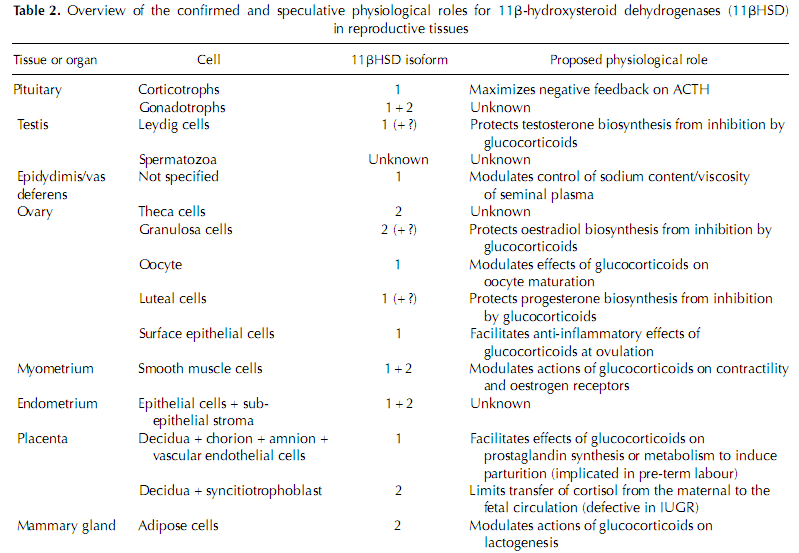 Table 2. Overview of the confirmed and speculative physiological roles for 11β-hydroxysteroid dehydrogenases (11βHSD)
in reproductive tissues
Tissue or organ Cell 11βHSD isoform Proposed physiological role
Pituitary Corticotrophs 1 Maximizes negative feedback on ACTH
Gonadotrophs 1 + 2 Unknown
Testis Leydig cells 1 (+ ?) Protects testosterone biosynthesis from inhibition by
glucocorticoids
Spermatozoa Unknown Unknown
Epidydimis/vas Not specified 1 Modulates control of sodium content/viscosity
deferens of seminal plasma
Ovary Theca cells 2 Unknown
Granulosa cells 2 (+ ?) Protects oestradiol biosynthesis from inhibition by
glucocorticoids
Oocyte 1 Modulates effects of glucocorticoids on
oocyte maturation
Luteal cells 1 (+ ?) Protects progesterone biosynthesis from inhibition
by glucocorticoids
Surface epithelial cells 1 Facilitates anti-inflammatory effects of
glucocorticoids at ovulation
Myometrium Smooth muscle cells 1 + 2 Modulates actions of glucocorticoids on contractility
and oestrogen receptors
Endometrium Epithelial cells + sub- 1 + 2 Unknown
epithelial stroma
Placenta Decidua + chorion + amnion + 1 Facilitates effects of glucocorticoids on
vascular endothelial cells prostaglandin synthesis or metabolism to induce
parturition (implicated in pre-term labour)
Decidua + syncitiotrophoblast 2 Limits transfer of cortisol from the maternal to the
fetal circulation (defective in IUGR)
Mammary gland Adipose cells 2 Modulates actions of glucocorticoids on
lactogenesis